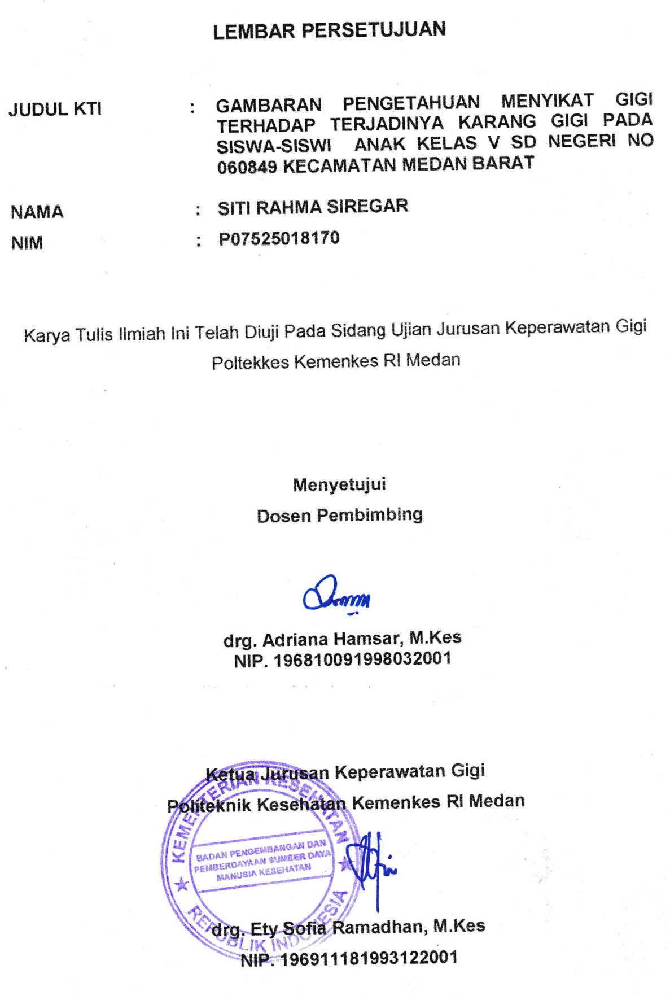 LEMBAR PERSETUJUAN
JUDUL KTI : GAMBARAN PENGETAHUAN MENYIKAT GIGI
TERHADAP TERJADINYA KARANG GIGI PADA
SISWA-SISWI ANAK KELAS V SD NEGERI NO
060849 KECAMATAN MEDAN BARAT
NAMA : SITI RAHMA SIREGAR
NIM : P07525018170
Karya Tulis Ilmiah Ini Telah Diuji Pada Sidang Ujian Jurusan Keperawatan Gigi
Poltekkes Kemenkes RI Medan
Menyetujui
Dosen Pembimbing
drg. Adriana Hamsar, M.Kes
NIP. 196810091998032001
Ketua Jurusan Keperawatan Gigi
Politeknik Kesehatan Kemenkes RI Medan
KEMENTERIAN KESEHATAN
BADAN PENGEMBANGAN DAN
PEMBERDAYAAN SUMBER DAYA
MANUSIA KESEHATAN
REPUBLIK INDONESIA
drg. Ety Sofia Ramadhan, M.Kes
NIP. 196911181993122001